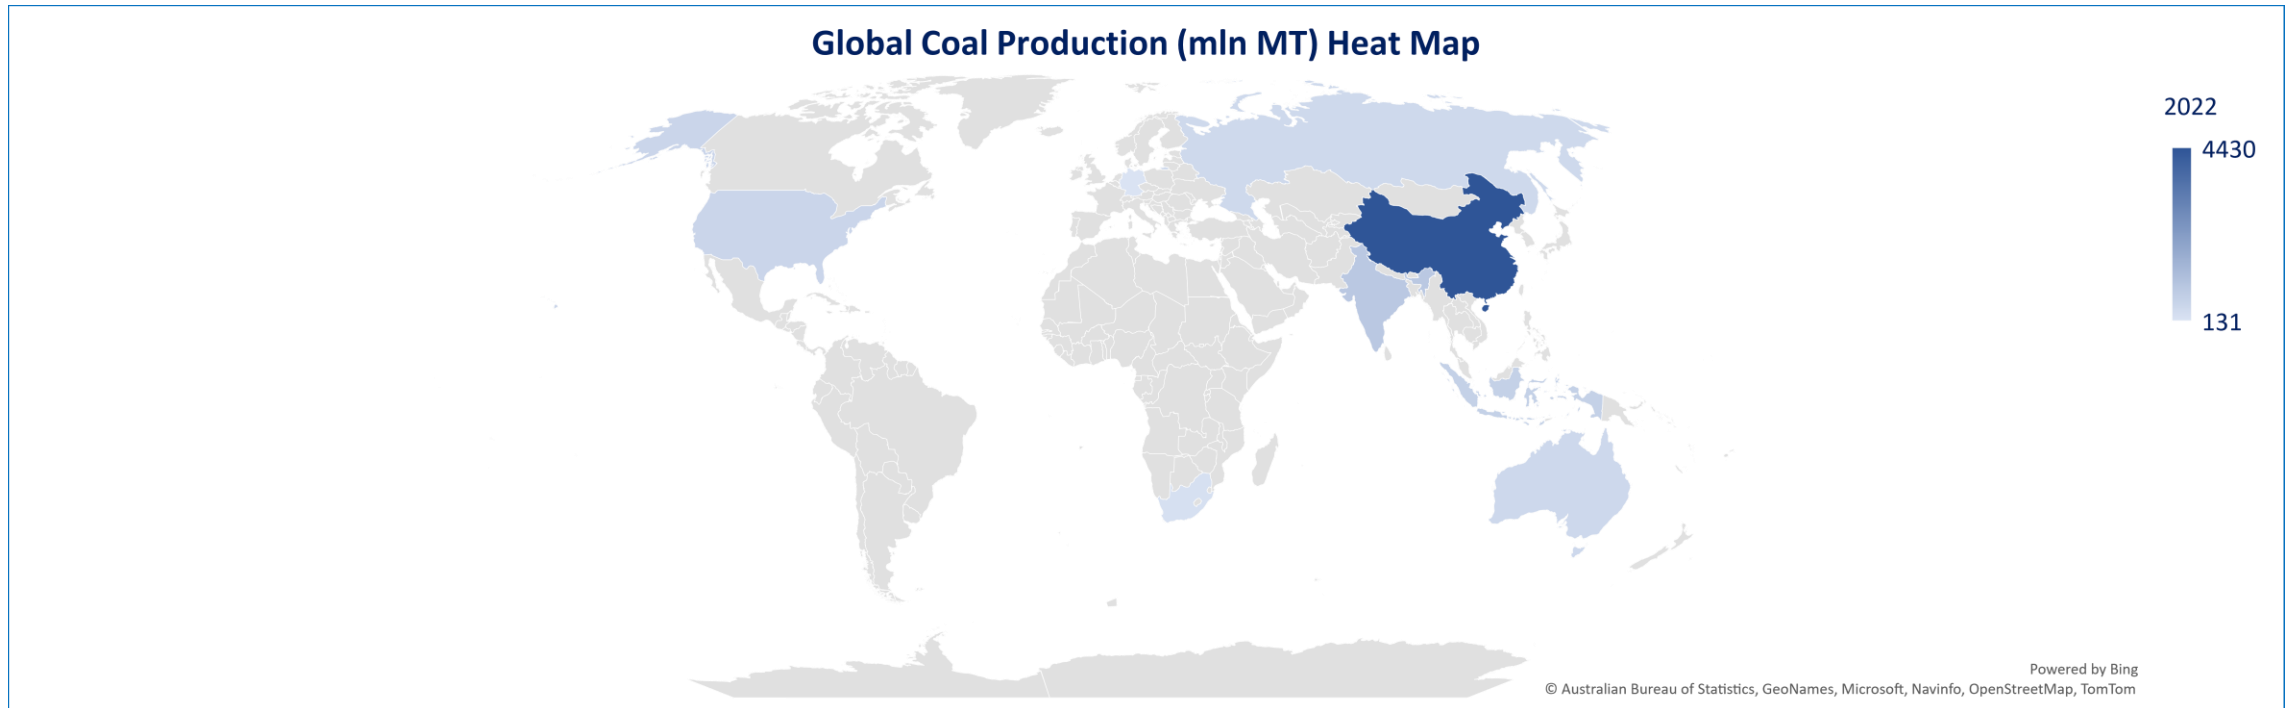 Global Coal Production (mln MT) Heat Map
2022
4430
131
Powered by Bing
© Australian Bureau of Statistics, GeoNames, Microsoft, Navinfo, OpenStreetMap, TomTom